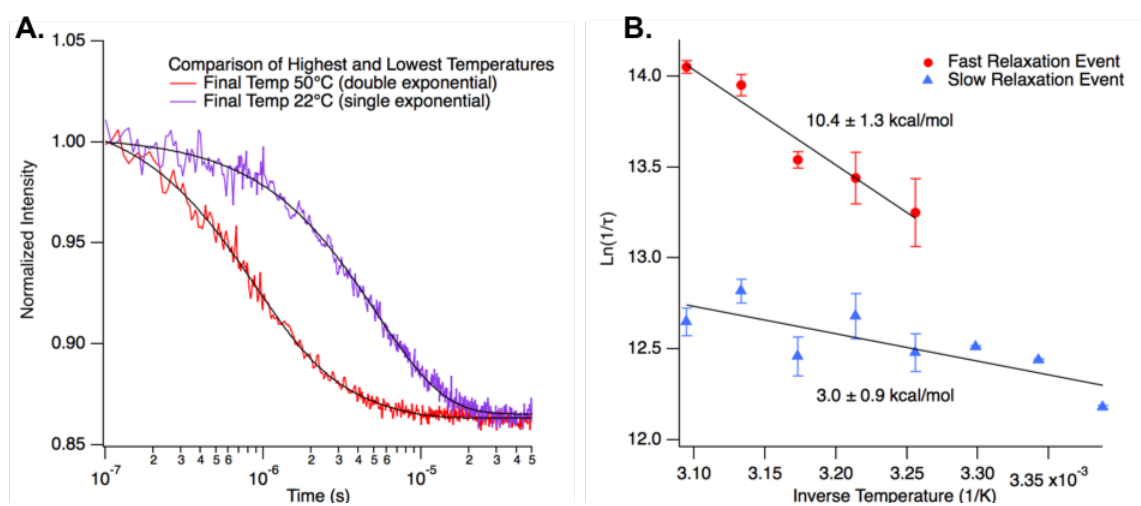 A.
1.05
1.00
0.95
0.90
0.85
Normalized Intensity
Comparison of Highest and Lowest Temperatures
Final Temp 50°C (double exponential)
Final Temp 22°C (single exponential)
10⁻⁷ 2 3 4 5 6 10⁻⁶ 2 3 4 5 6 10⁻⁵ 2 3 4 5
Time (s)
B.
14.0
13.5
13.0
12.5
12.0
Ln(1/τ)
Fast Relaxation Event
Slow Relaxation Event
10.4 ± 1.3 kcal/mol
3.0 ± 0.9 kcal/mol
3.10 3.15 3.20 3.25 3.30 3.35 x10⁻³
Inverse Temperature (1/K)